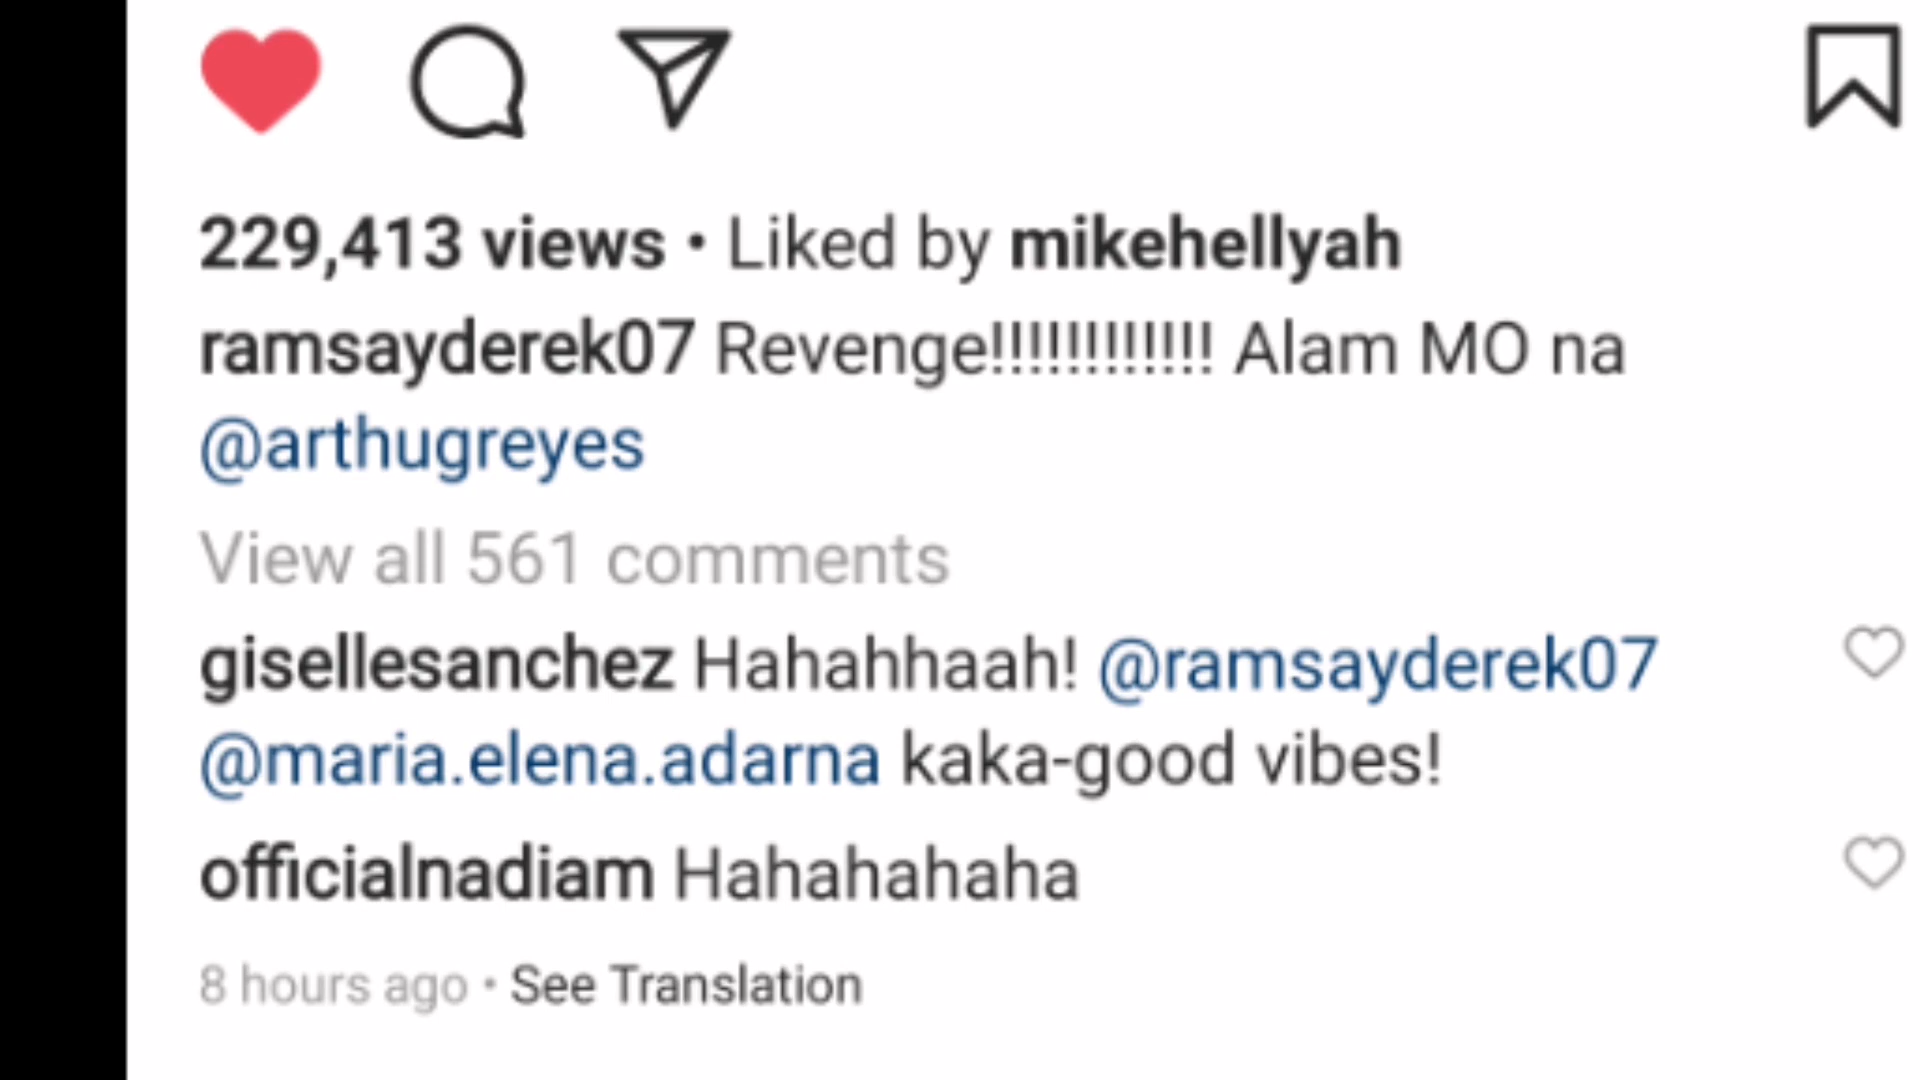 229,413 views • Liked by mikehellyah
ramsayderek07 Revenge!!!!!!!!!!!! Alam MO na
@arthugreyes
View all 561 comments
gisellesanchez Hahahhaah! @ramsayderek07
@maria.elena.adarna kaka-good vibes!
officialnadiam Hahahahaha
8 hours ago • See Translation